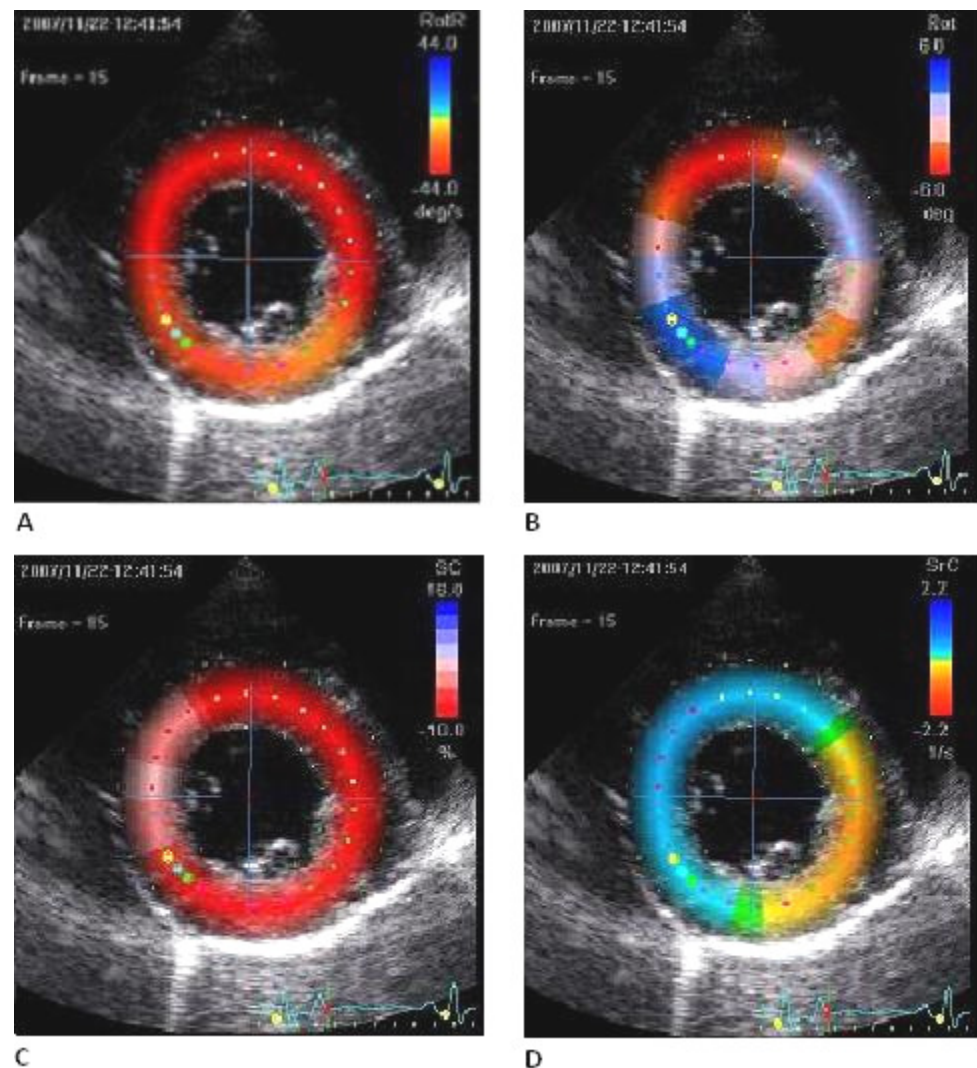 2007/11/22-12:41:54
RotR
44.0
Frame = 15
-44.0
deg/s
A
2007/11/22-12:41:54
Rot
6.0
Frame = 15
-6.0
deg
B
2007/11/22-12:41:54
SC
Frame = 15
%
C
2007/11/22-12:41:54
SrC
2.2
Frame = 15
-2.2
1/s
D